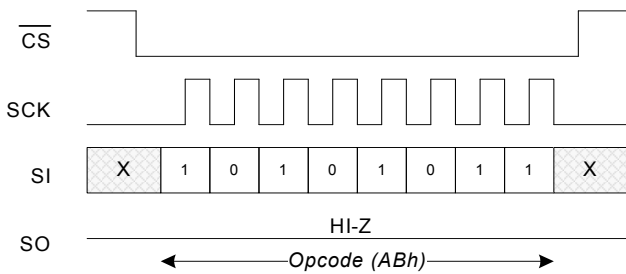 CS
SCK
SI X 1 0 1 0 1 0 1 1 X
HI-Z
SO
Opcode (ABh)